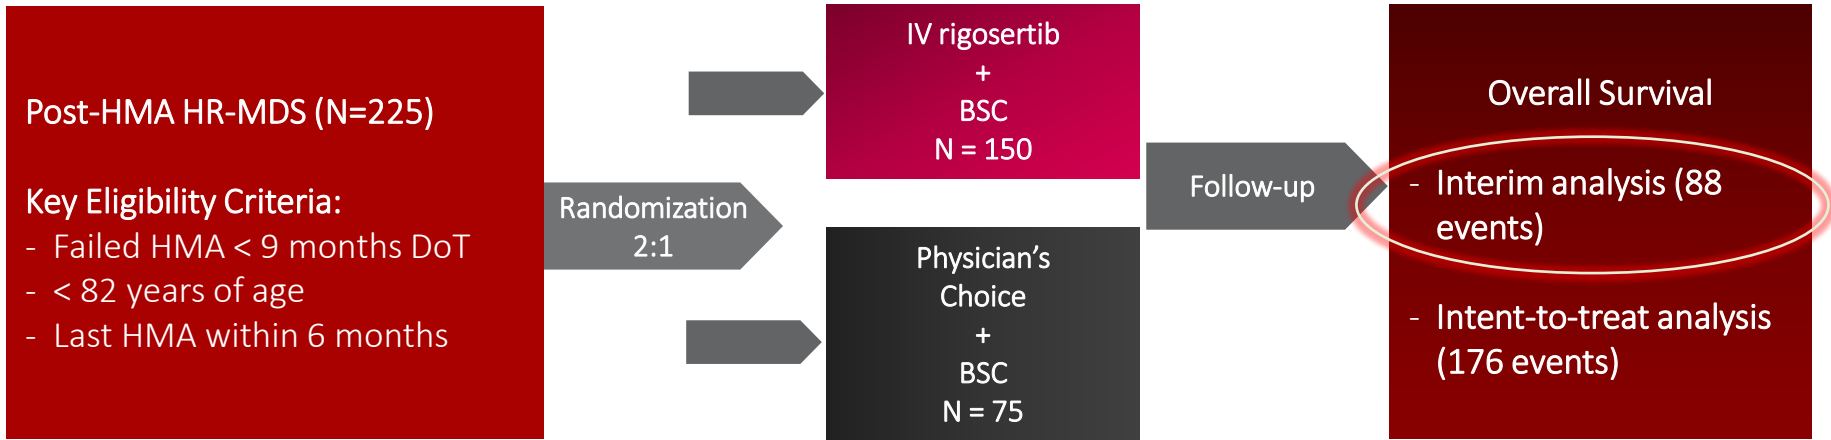 Post-HMA HR-MDS (N=225)
Key Eligibility Criteria:
- Failed HMA < 9 months DoT
- < 82 years of age
- Last HMA within 6 months
Randomization
2:1
IV rigosertib
+
BSC
N = 150
Physician’s
Choice
+
BSC
N = 75
Follow-up
Overall Survival
- Interim analysis (88
events)
- Intent-to-treat analysis
(176 events)